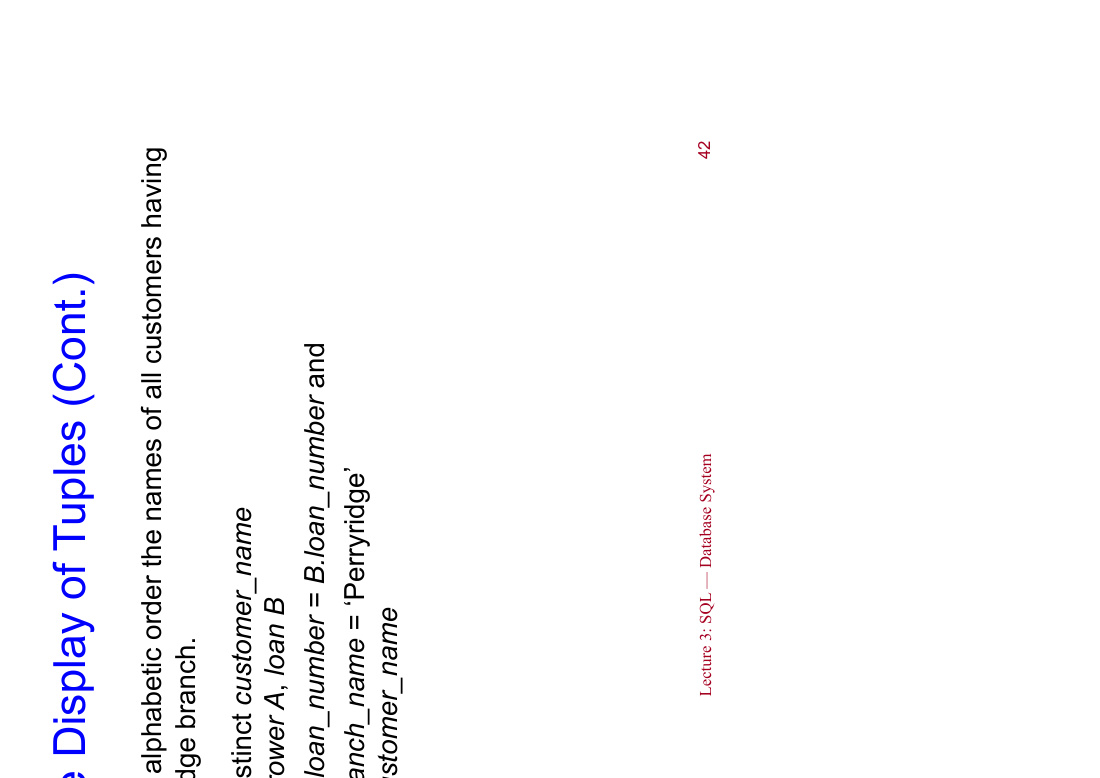 Display of Tuples (Cont.)
alphabetic order the names of all customers having
dge branch.
stinct customer_name
rower A, loan B
loan_number = B.loan_number and
anch_name = ‘Perryridge’
stomer_name
Lecture 3: SQL — Database System
42